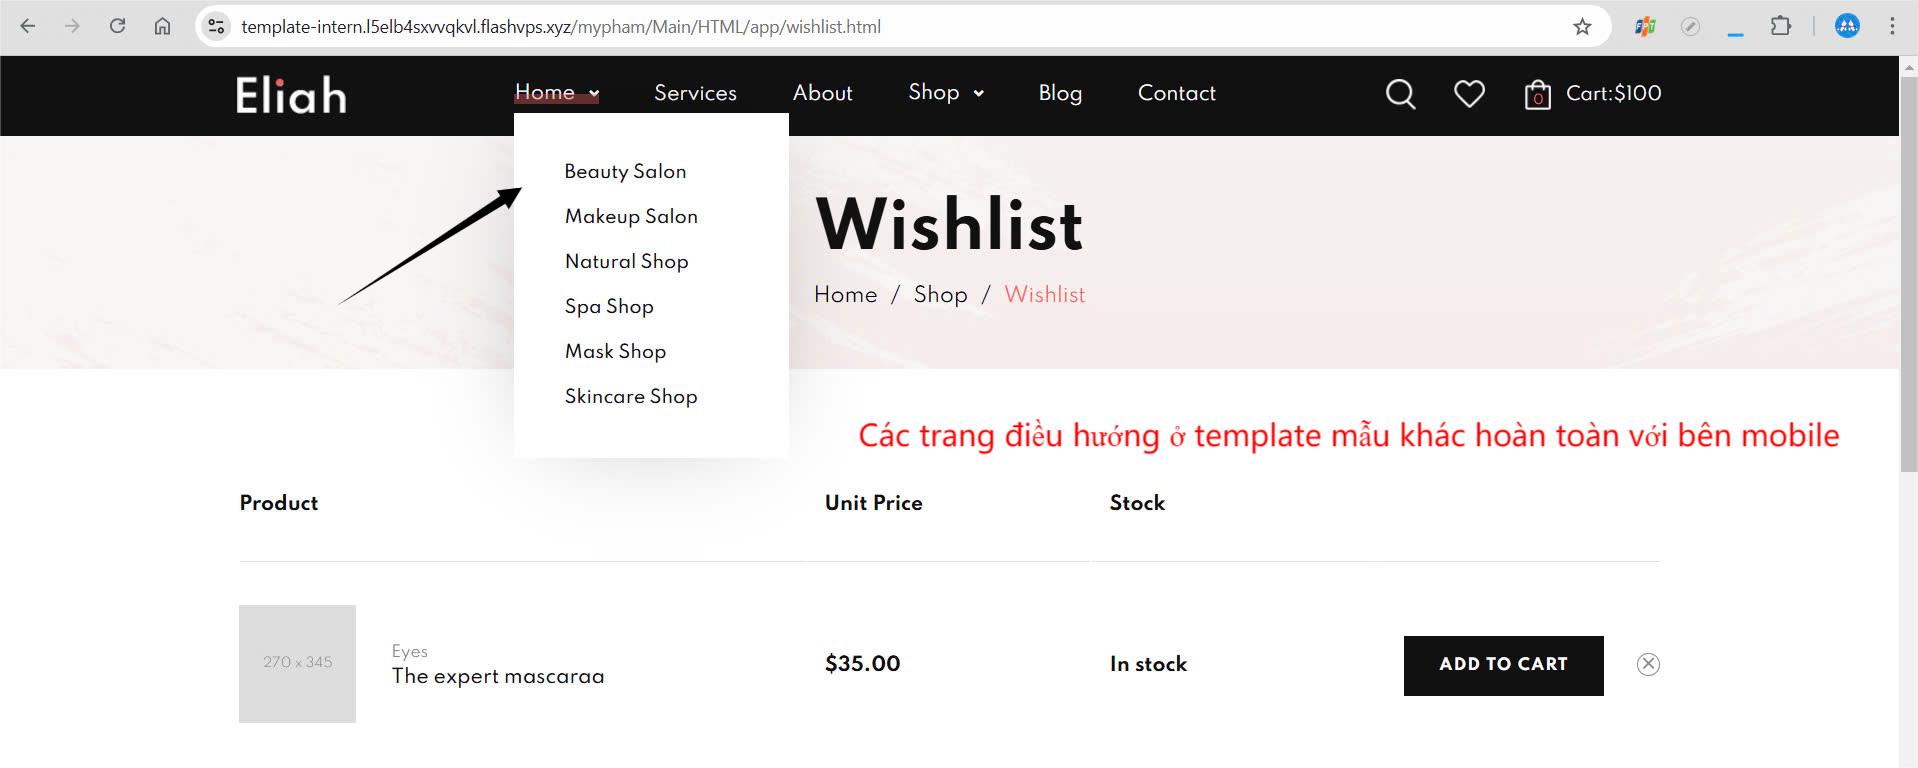 template-intern.l5elb4sxvvqkvl.flashvps.xyz/mypham/Main/HTML/app/wishlist.html
FPT
Eliah
Home Services About Shop Blog Contact 0 Cart:$100
Beauty Salon
Makeup Salon
Natural Shop
Spa Shop
Mask Shop
Skincare Shop
Wishlist
Home / Shop / Wishlist
Các trang điều hướng ở template mẫu khác hoàn toàn với bên mobile
Product Unit Price Stock
270 x 345
Eyes
The expert mascaraa
$35.00 In stock ADD TO CART